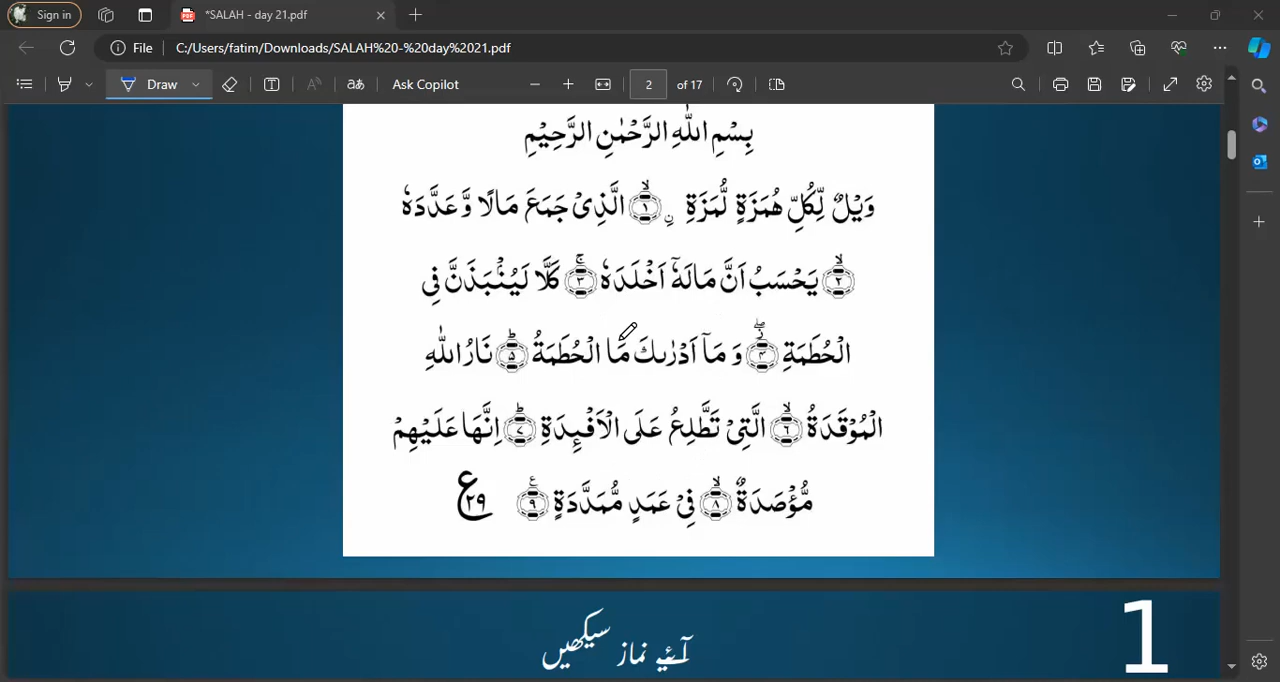 Sign in
*SALAH - day 21.pdf
File C:/Users/fatim/Downloads/SALAH%20-%20day%2021.pdf
Draw Ask Copilot 2 of 17
بِسْمِ اللّٰهِ الرَّحْمٰنِ الرَّحِيْمِ
وَيْلٌ لِّكُلِّ هُمَزَةٍ لُّمَزَةِ ۙ‏﴿۱﴾ الَّذِىْ جَمَعَ مَالًا وَّعَدَّدَهٗ
ۙ‏﴿۲﴾ يَحْسَبُ اَنَّ مَالَهٗۤ اَخْلَدَهٗ‌ ۚ‏﴿۳﴾ كَلَّا لَيُنْۢبَذَنَّ فِى
الْحُطَمَةِ ۖ‏﴿۴﴾ وَمَاۤ اَدْرٰٮكَ مَا الْحُطَمَةُ ؕ‏﴿۵﴾ نَارُ اللّٰهِ
الْمُوْقَدَةُ ۙ‏﴿۶﴾ الَّتِىْ تَطَّلِعُ عَلَى الْاَفْـِٕدَةِ ؕ‏﴿۷﴾ اِنَّهَا عَلَيْهِمْ
مُّؤْصَدَةٌ ۙ‏﴿۸﴾ فِىْ عَمَدٍ مُّمَدَّدَةٍ ﴿۹﴾ ع ۲۹
آئیے نماز سیکھیں
1